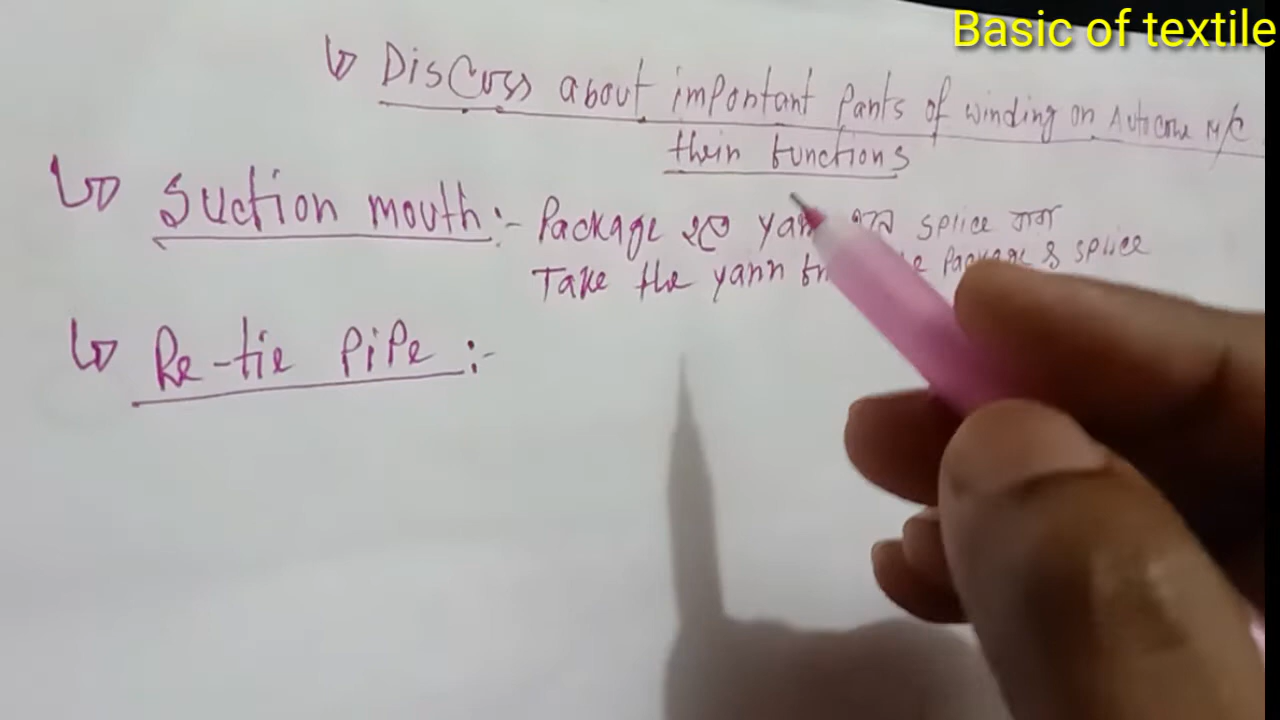 Basic of textile
Discuss about important parts of winding on Autocone M/C
their functions
Suction mouth :- Package হতে yarn splice
Take the yarn package & splice
Re-tie pipe :-